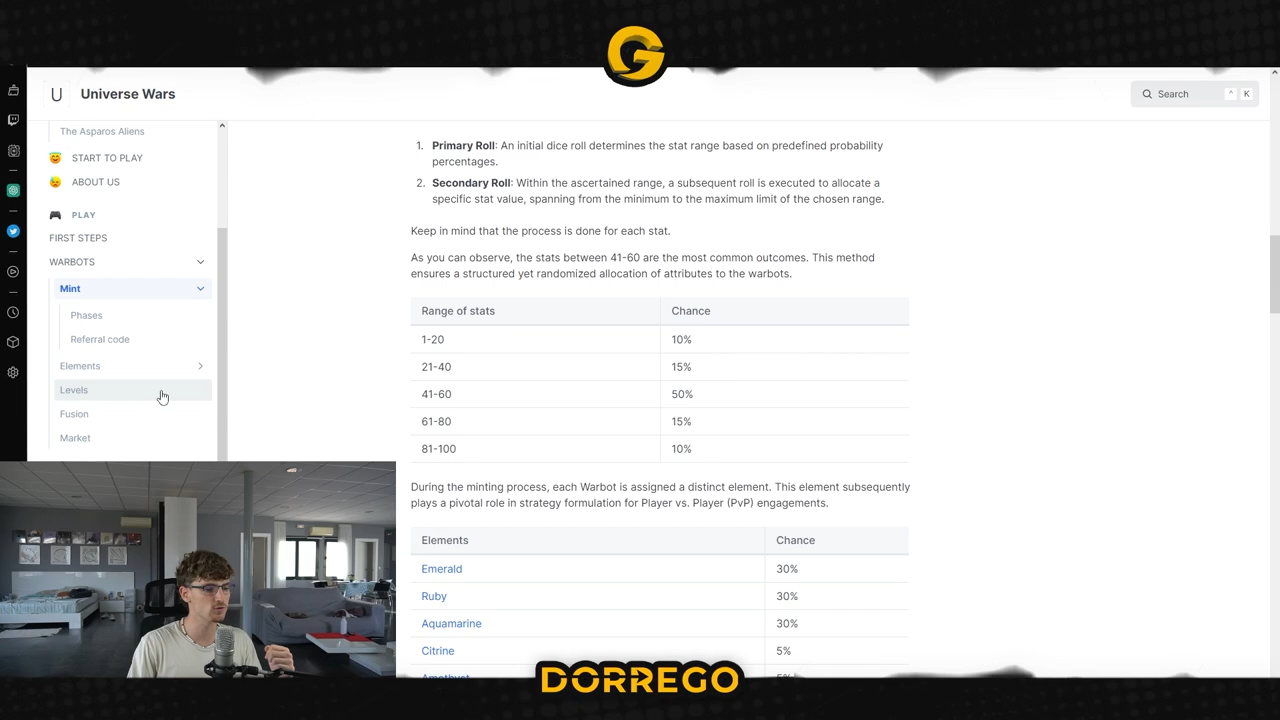 G
U
Universe Wars
Search
^
K
The Asparos Aliens
START TO PLAY
ABOUT US
PLAY
FIRST STEPS
WARBOTS
Mint
Phases
Referral code
Elements
Levels
Fusion
Market
1. Primary Roll: An initial dice roll determines the stat range based on predefined probability
percentages.
2. Secondary Roll: Within the ascertained range, a subsequent roll is executed to allocate a
specific stat value, spanning from the minimum to the maximum limit of the chosen range.
Keep in mind that the process is done for each stat.
As you can observe, the stats between 41-60 are the most common outcomes. This method
ensures a structured yet randomized allocation of attributes to the warbots.
Range of stats Chance
1-20 10%
21-40 15%
41-60 50%
61-80 15%
81-100 10%
During the minting process, each Warbot is assigned a distinct element. This element subsequently
plays a pivotal role in strategy formulation for Player vs. Player (PvP) engagements.
Elements Chance
Emerald 30%
Ruby 30%
Aquamarine 30%
Citrine 5%
Amethyst 5%
DORREGO